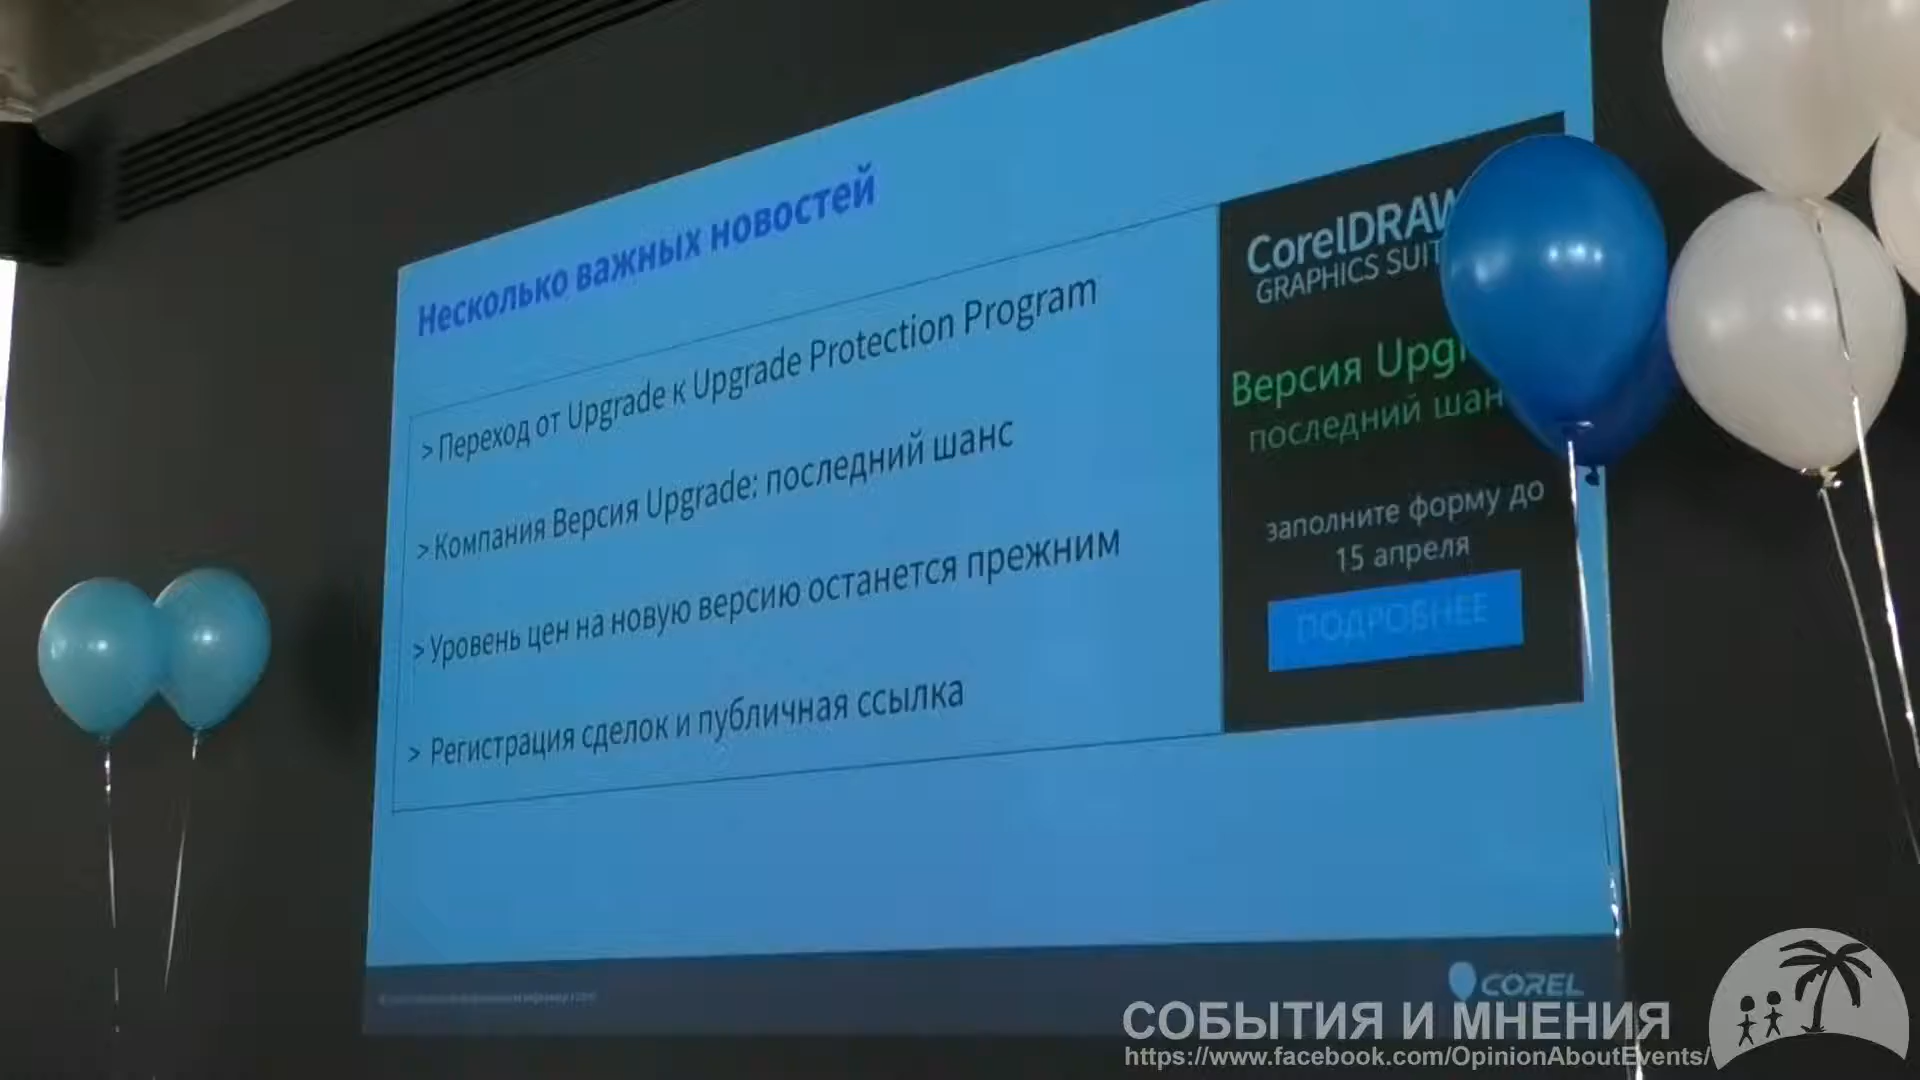 Несколько важных новостей
> Переход от Upgrade к Upgrade Protection Program
> Компания Версия Upgrade: последний шанс
> Уровень цен на новую версию останется прежним
> Регистрация сделок и публичная ссылка
CorelDRAW
GRAPHICS SUIT
Версия Upgr
последний шан
заполните форму до
15 апреля
ПОДРОБНЕЕ
COREL
СОБЫТИЯ И МНЕНИЯ
https://www.facebook.com/OpinionAboutEvents/